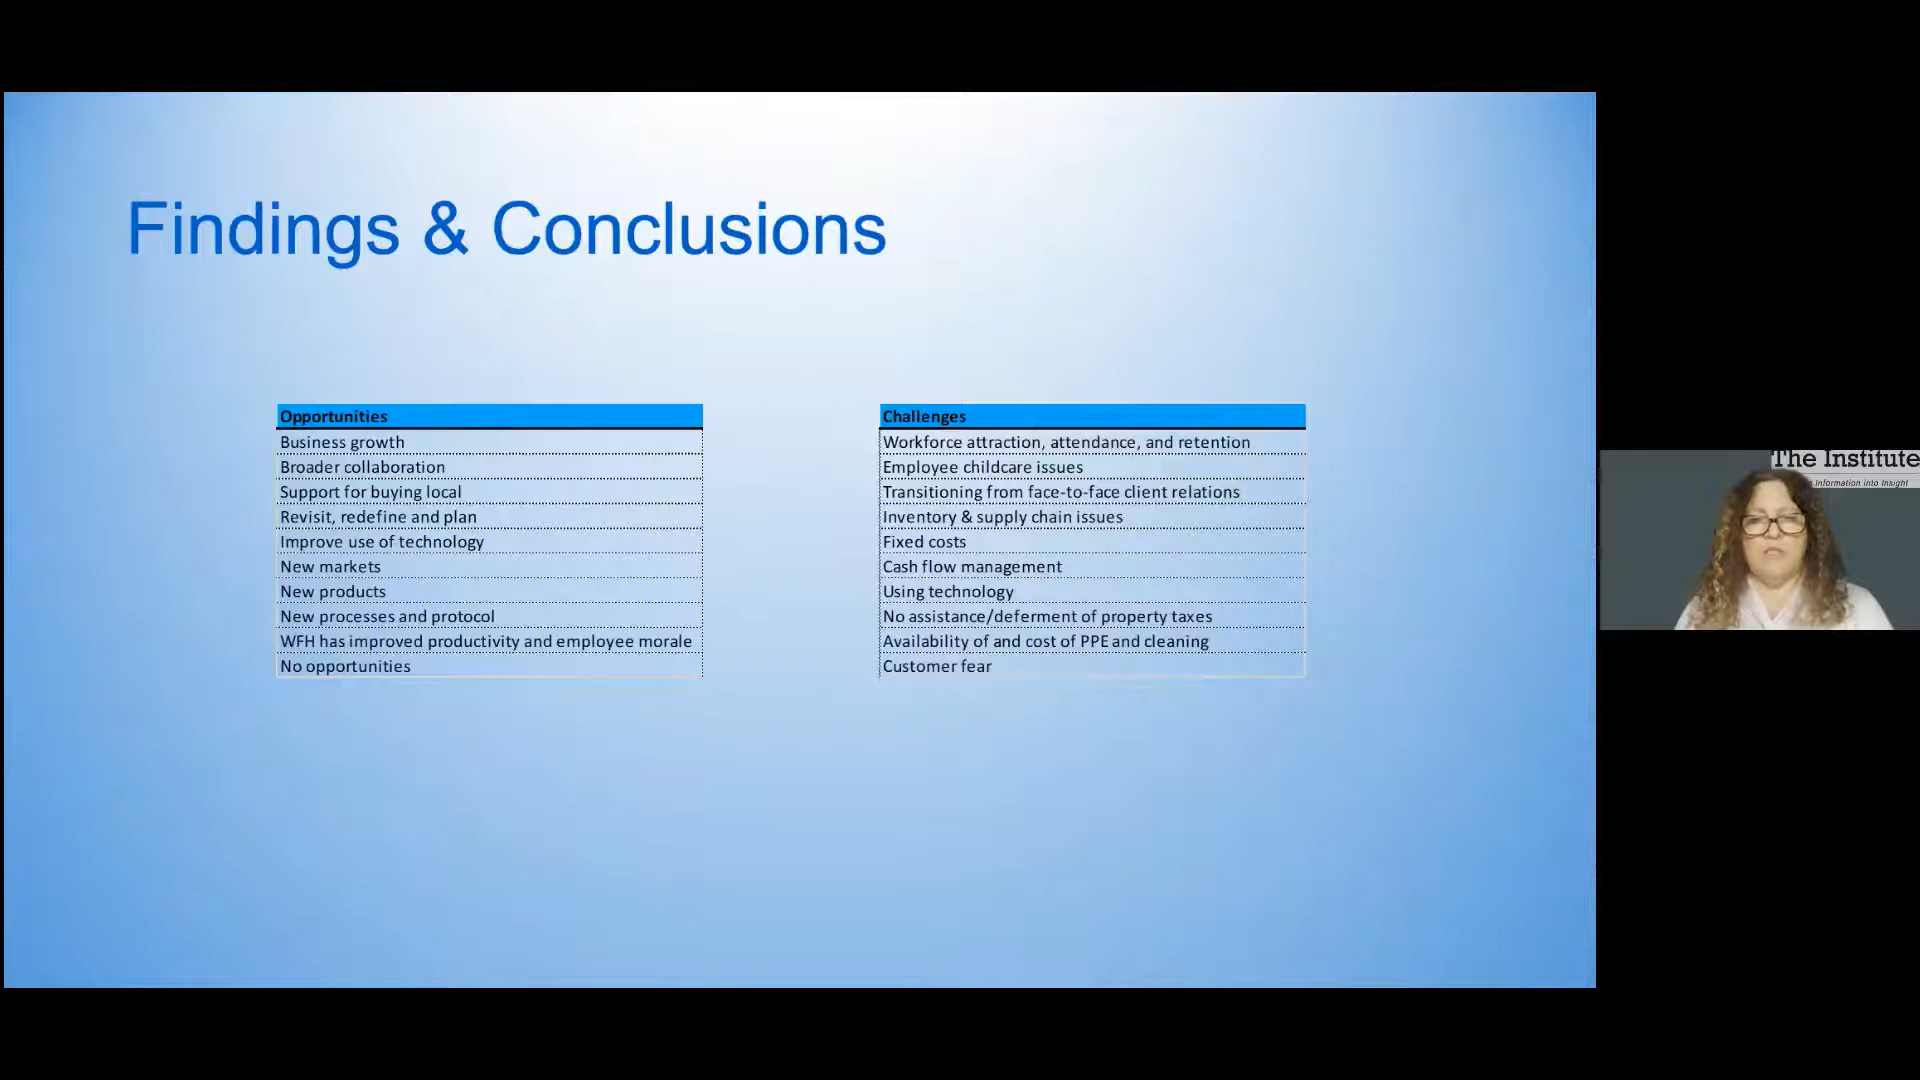 Findings & Conclusions
Opportunities
Business growth
Broader collaboration
Support for buying local
Revisit, redefine and plan
Improve use of technology
New markets
New products
New processes and protocol
WFH has improved productivity and employee morale
No opportunities
Challenges
Workforce attraction, attendance, and retention
Employee childcare issues
Transitioning from face-to-face client relations
Inventory & supply chain issues
Fixed costs
Cash flow management
Using technology
No assistance/deferment of property taxes
Availability of and cost of PPE and cleaning
Customer fear
The Institute
Information into Insight